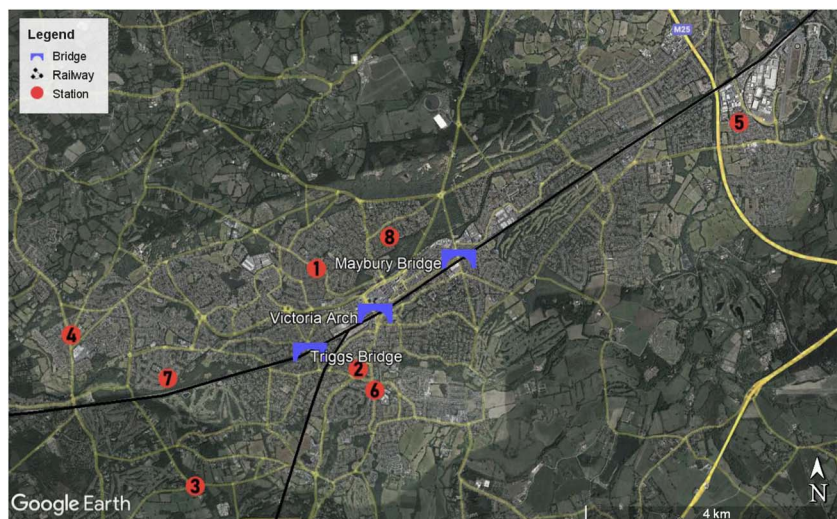 Legend
Bridge
Railway
Station
M25
5
8
Maybury Bridge
1
Victoria Arch
4
Triggs Bridge
2
7
6
3
N
Google Earth
4 km